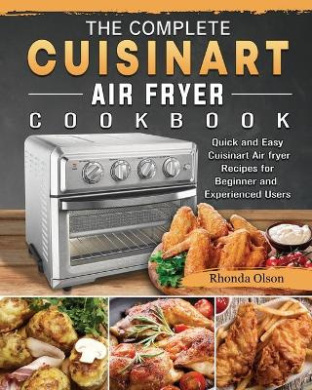 THE COMPLETE
CUISINART
AIR FRYER
COOKBOOK
Quick and Easy
Cuisinart Air fryer
Recipes for
Beginner and
Experienced Users
Rhonda Olson